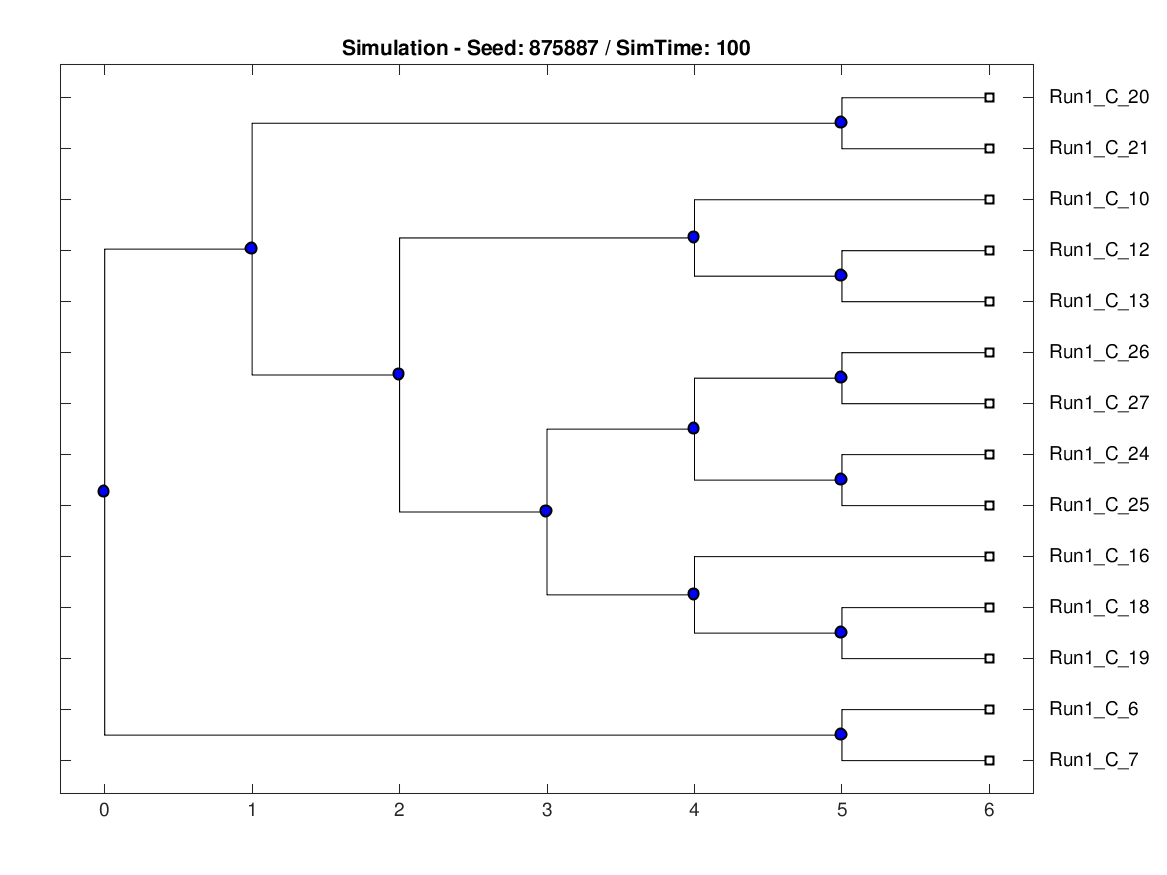 Simulation - Seed: 875887 / SimTime: 100
Run1_C_20
Run1_C_21
Run1_C_10
Run1_C_12
Run1_C_13
Run1_C_26
Run1_C_27
Run1_C_24
Run1_C_25
Run1_C_16
Run1_C_18
Run1_C_19
Run1_C_6
Run1_C_7
0 1 2 3 4 5 6